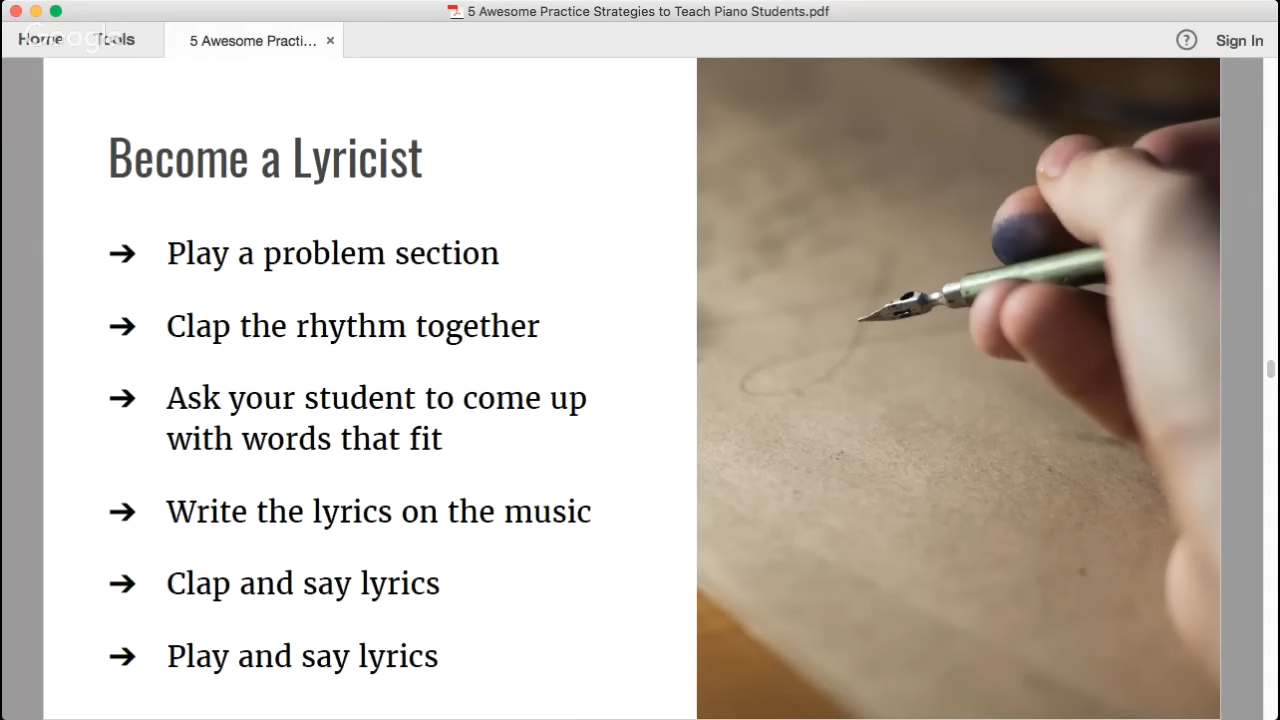 5 Awesome Practice Strategies to Teach Piano Students.pdf
Home Tools 5 Awesome Practi... × ? Sign In
Google
Become a Lyricist
➔ Play a problem section
➔ Clap the rhythm together
➔ Ask your student to come up
with words that fit
➔ Write the lyrics on the music
➔ Clap and say lyrics
➔ Play and say lyrics